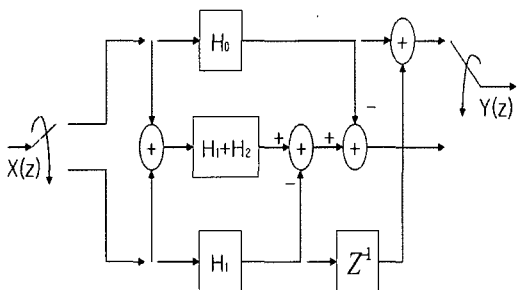 H₀
+
−
X(z)
+
H₁+H₂
+
+
+
+
−
Y(z)
H₁
Z⁻¹